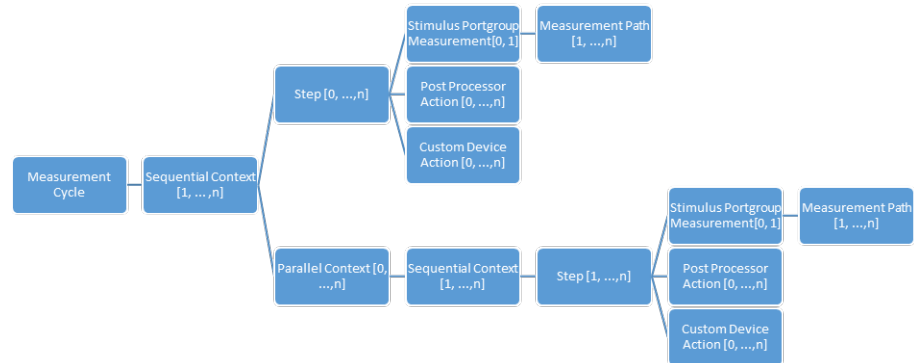 Stimulus Portgroup
Measurement[0, 1]
Measurement Path
[1, ...,n]
Step [0, ...,n]
Post Processor
Action [0, ...,n]
Custom Device
Action [0, ...,n]
Measurement
Cycle
Sequential Context
[1, ... ,n]
Parallel Context [0,
...,n]
Sequential Context
[1, ...,n]
Step [1, ...,n]
Stimulus Portgroup
Measurement[0, 1]
Measurement Path
[1, ...,n]
Post Processor
Action [0, ...,n]
Custom Device
Action [0, ...,n]